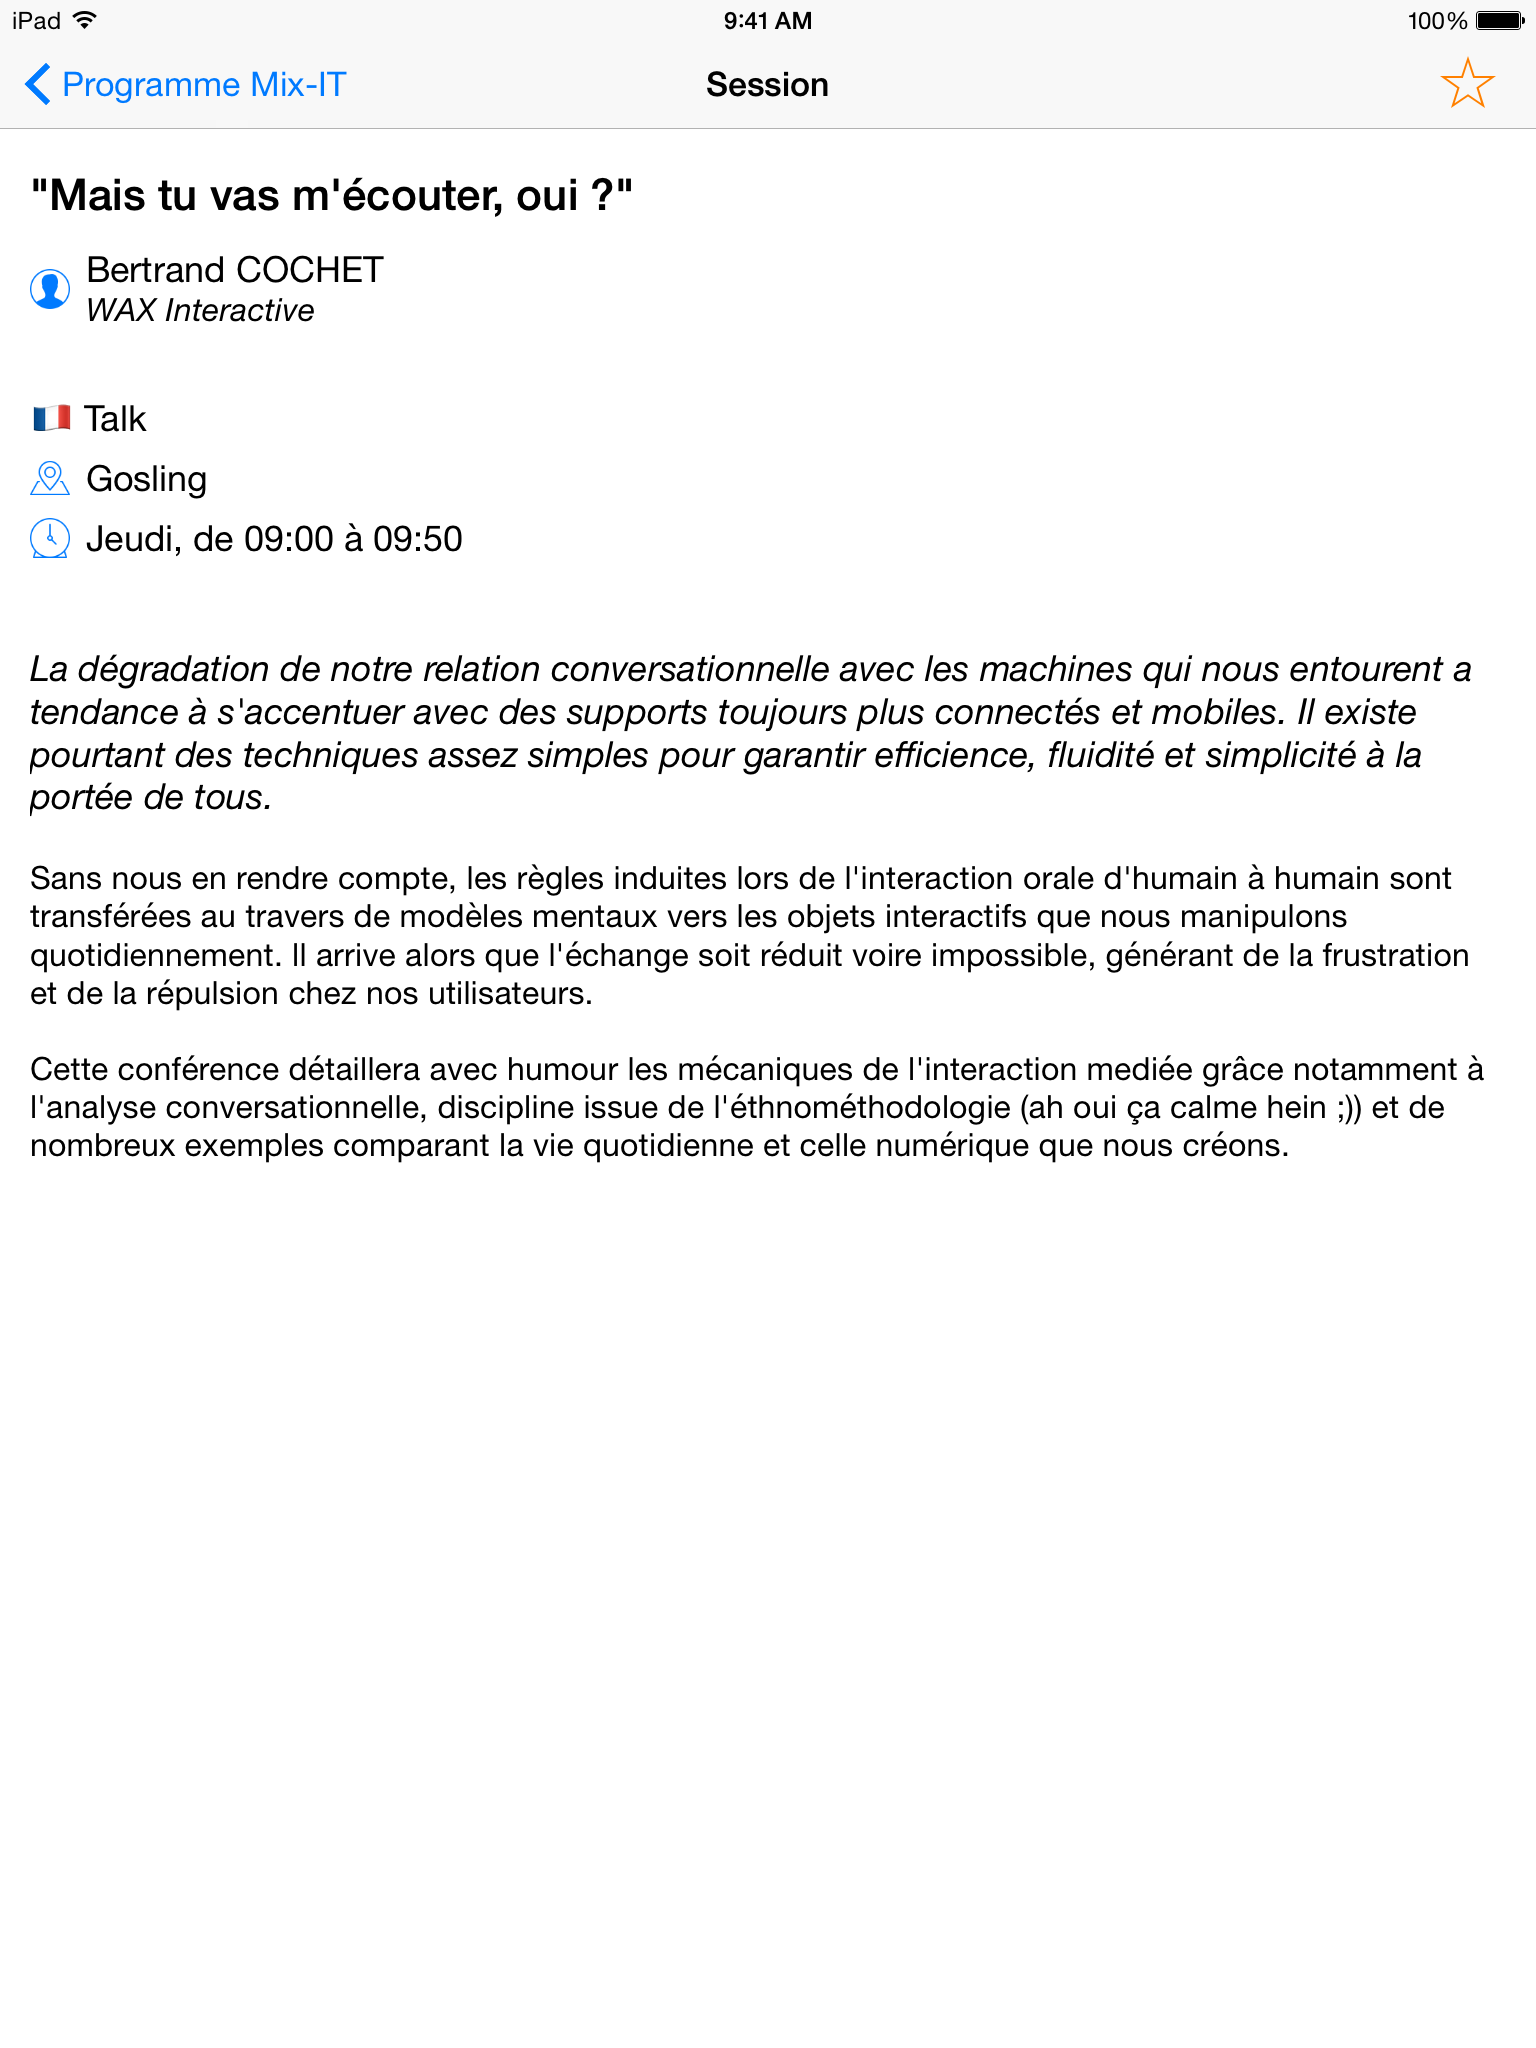 iPad 9:41 AM 100%
Programme Mix-IT Session
"Mais tu vas m'écouter, oui ?"
Bertrand COCHET
WAX Interactive
Talk
Gosling
Jeudi, de 09:00 à 09:50
La dégradation de notre relation conversationnelle avec les machines qui nous entourent a
tendance à s'accentuer avec des supports toujours plus connectés et mobiles. Il existe
pourtant des techniques assez simples pour garantir efficience, fluidité et simplicité à la
portée de tous.
Sans nous en rendre compte, les règles induites lors de l'interaction orale d'humain à humain sont
transférées au travers de modèles mentaux vers les objets interactifs que nous manipulons
quotidiennement. Il arrive alors que l'échange soit réduit voire impossible, générant de la frustration
et de la répulsion chez nos utilisateurs.
Cette conférence détaillera avec humour les mécaniques de l'interaction mediée grâce notamment à
l'analyse conversationnelle, discipline issue de l'éthnométhodologie (ah oui ça calme hein ;)) et de
nombreux exemples comparant la vie quotidienne et celle numérique que nous créons.